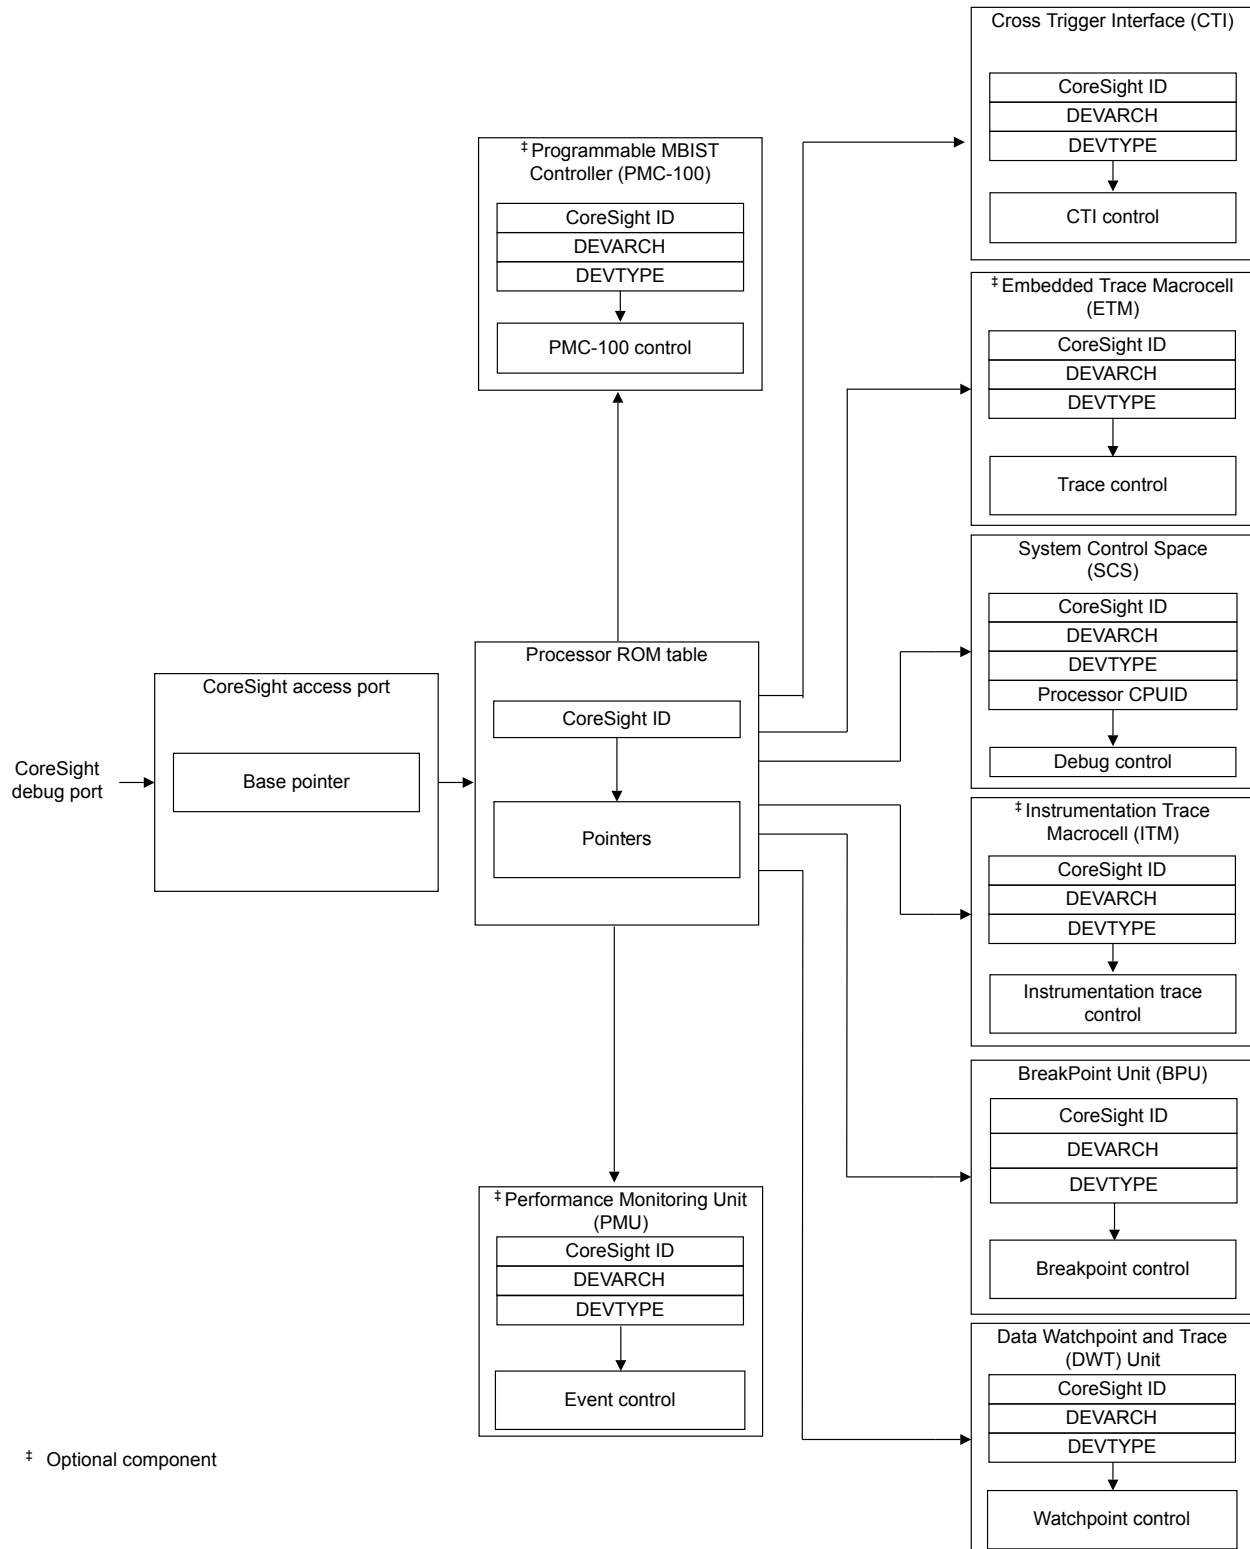 Cross Trigger Interface (CTI)
CoreSight ID
DEVARCH
DEVTYPE
CTI control
‡ Programmable MBIST
Controller (PMC-100)
CoreSight ID
DEVARCH
DEVTYPE
PMC-100 control
‡ Embedded Trace Macrocell
(ETM)
CoreSight ID
DEVARCH
DEVTYPE
Trace control
System Control Space
(SCS)
CoreSight ID
DEVARCH
DEVTYPE
Processor CPUID
Debug control
CoreSight
debug port
CoreSight access port
Base pointer
Processor ROM table
CoreSight ID
Pointers
‡ Instrumentation Trace
Macrocell (ITM)
CoreSight ID
DEVARCH
DEVTYPE
Instrumentation trace
control
BreakPoint Unit (BPU)
CoreSight ID
DEVARCH
DEVTYPE
Breakpoint control
‡ Performance Monitoring Unit
(PMU)
CoreSight ID
DEVARCH
DEVTYPE
Event control
Data Watchpoint and Trace
(DWT) Unit
CoreSight ID
DEVARCH
DEVTYPE
Watchpoint control
‡ Optional component